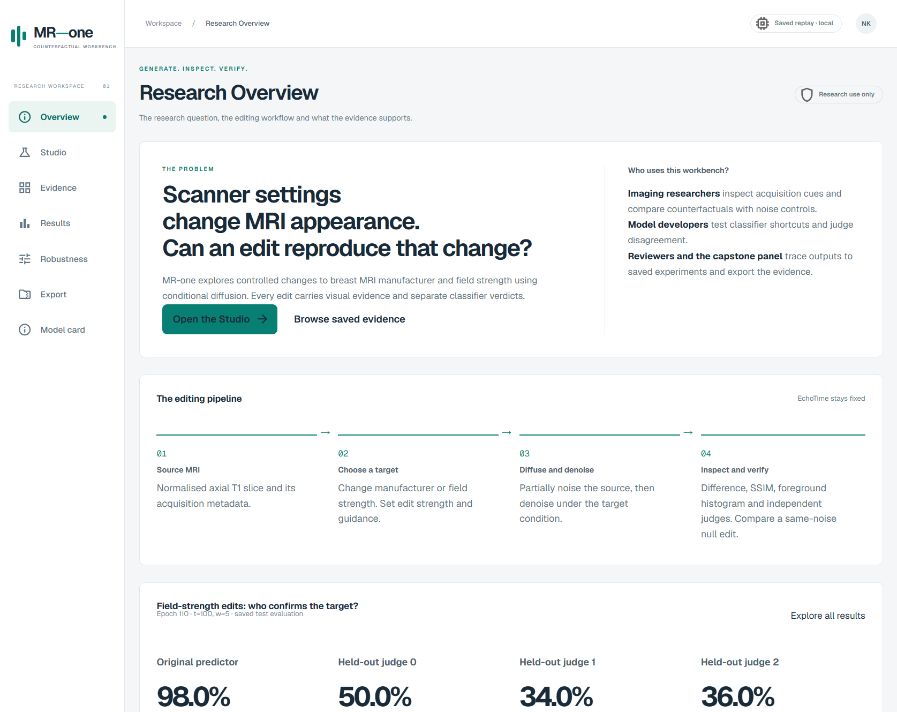 MR—one
COUNTERFACTUAL WORKBENCH
Workspace / Research Overview
Saved replay · local
NK
RESEARCH WORKSPACE
Overview
Studio
Evidence
Results
Robustness
Export
Model card
GENERATE. INSPECT. VERIFY.
Research Overview
Research use only
The research question, the editing workflow and what the evidence supports.
THE PROBLEM
Scanner settings
change MRI appearance.
Can an edit reproduce that change?
MR-one explores controlled changes to breast MRI manufacturer and field strength using
conditional diffusion. Every edit carries visual evidence and separate classifier verdicts.
Open the Studio →
Browse saved evidence
Who uses this workbench?
Imaging researchers inspect acquisition cues and
compare counterfactuals with noise controls.
Model developers test classifier shortcuts and judge
disagreement.
Reviewers and the capstone panel trace outputs to
saved experiments and export the evidence.
The editing pipeline
EchoTime stays fixed
01
Source MRI
Normalised axial T1 slice and its
acquisition metadata.
02
Choose a target
Change manufacturer or field
strength. Set edit strength and
guidance.
03
Diffuse and denoise
Partially noise the source, then
denoise under the target
condition.
04
Inspect and verify
Difference, SSIM, foreground
histogram and independent
judges. Compare a same-noise
null edit.
Field-strength edits: who confirms the target?
Epoch 110 · t=100, w=5 · saved test evaluation
Explore all results
Original predictor
98.0%
Held-out judge 0
50.0%
Held-out judge 1
34.0%
Held-out judge 2
36.0%